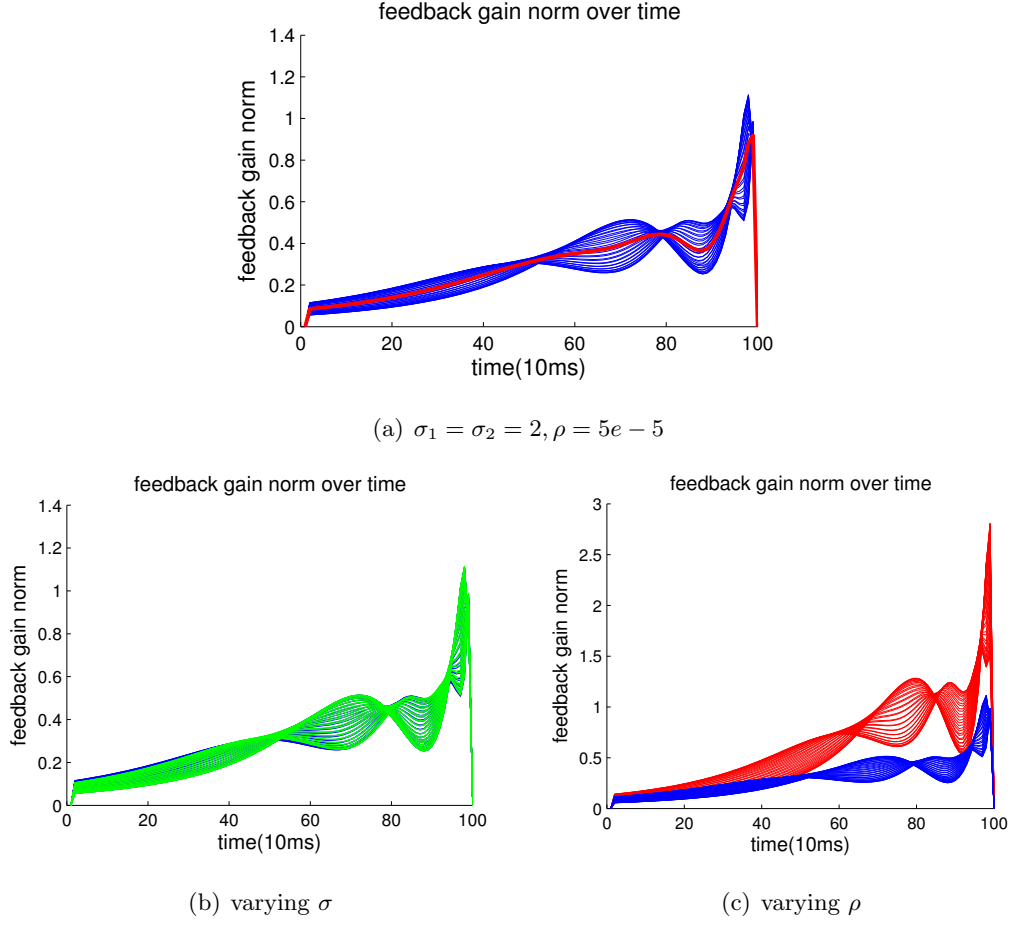 feedback gain norm over time
1.4
1.2
1
0.8
0.6
0.4
0.2
0
feedback gain norm
0 20 40 60 80 100
time(10ms)
(a) σ₁ = σ₂ = 2, ρ = 5e − 5
feedback gain norm over time
1.4
1.2
1
0.8
0.6
0.4
0.2
0
feedback gain norm
0 20 40 60 80 100
time(10ms)
(b) varying σ
feedback gain norm over time
3
2.5
2
1.5
1
0.5
0
feedback gain norm
0 20 40 60 80 100
time(10ms)
(c) varying ρ